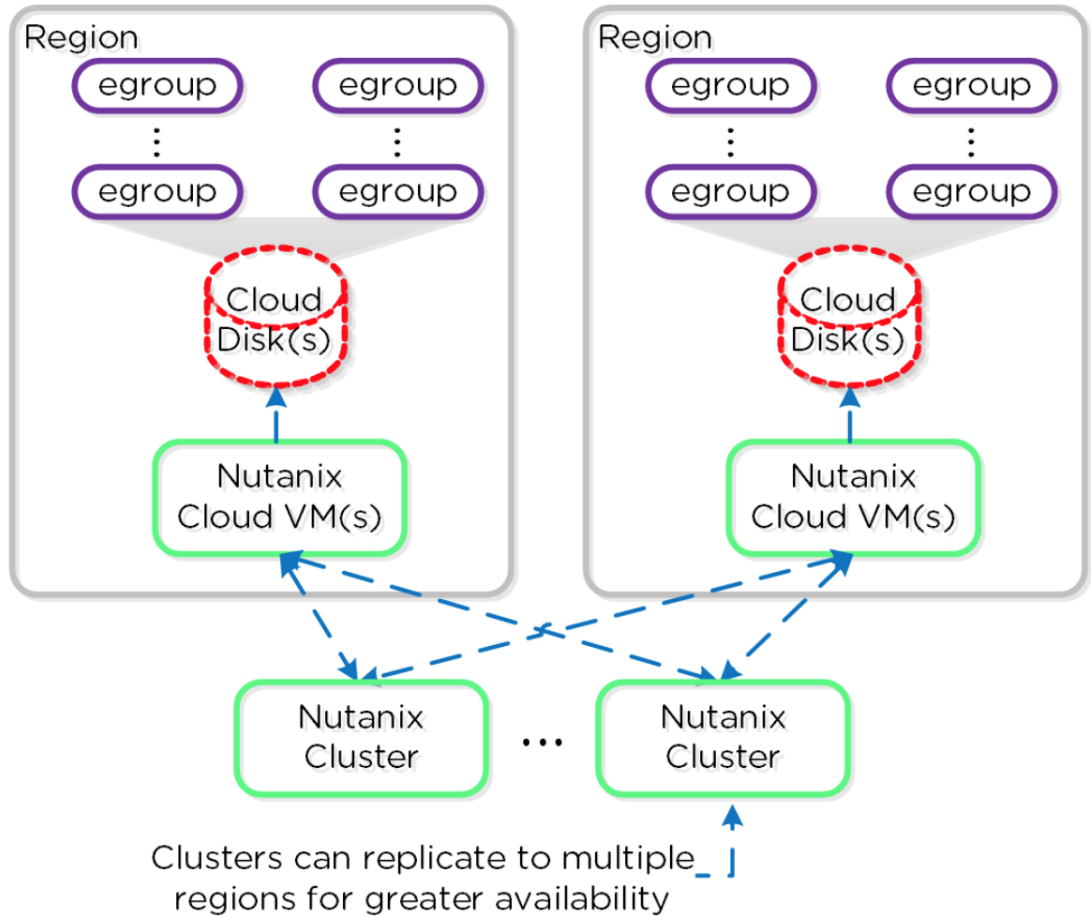 Region
egroup
egroup
⋮
⋮
egroup
egroup
Cloud
Disk(s)
Nutanix
Cloud VM(s)
Region
egroup
egroup
⋮
⋮
egroup
egroup
Cloud
Disk(s)
Nutanix
Cloud VM(s)
Nutanix
Cluster
...
Nutanix
Cluster
Clusters can replicate to multiple
regions for greater availability